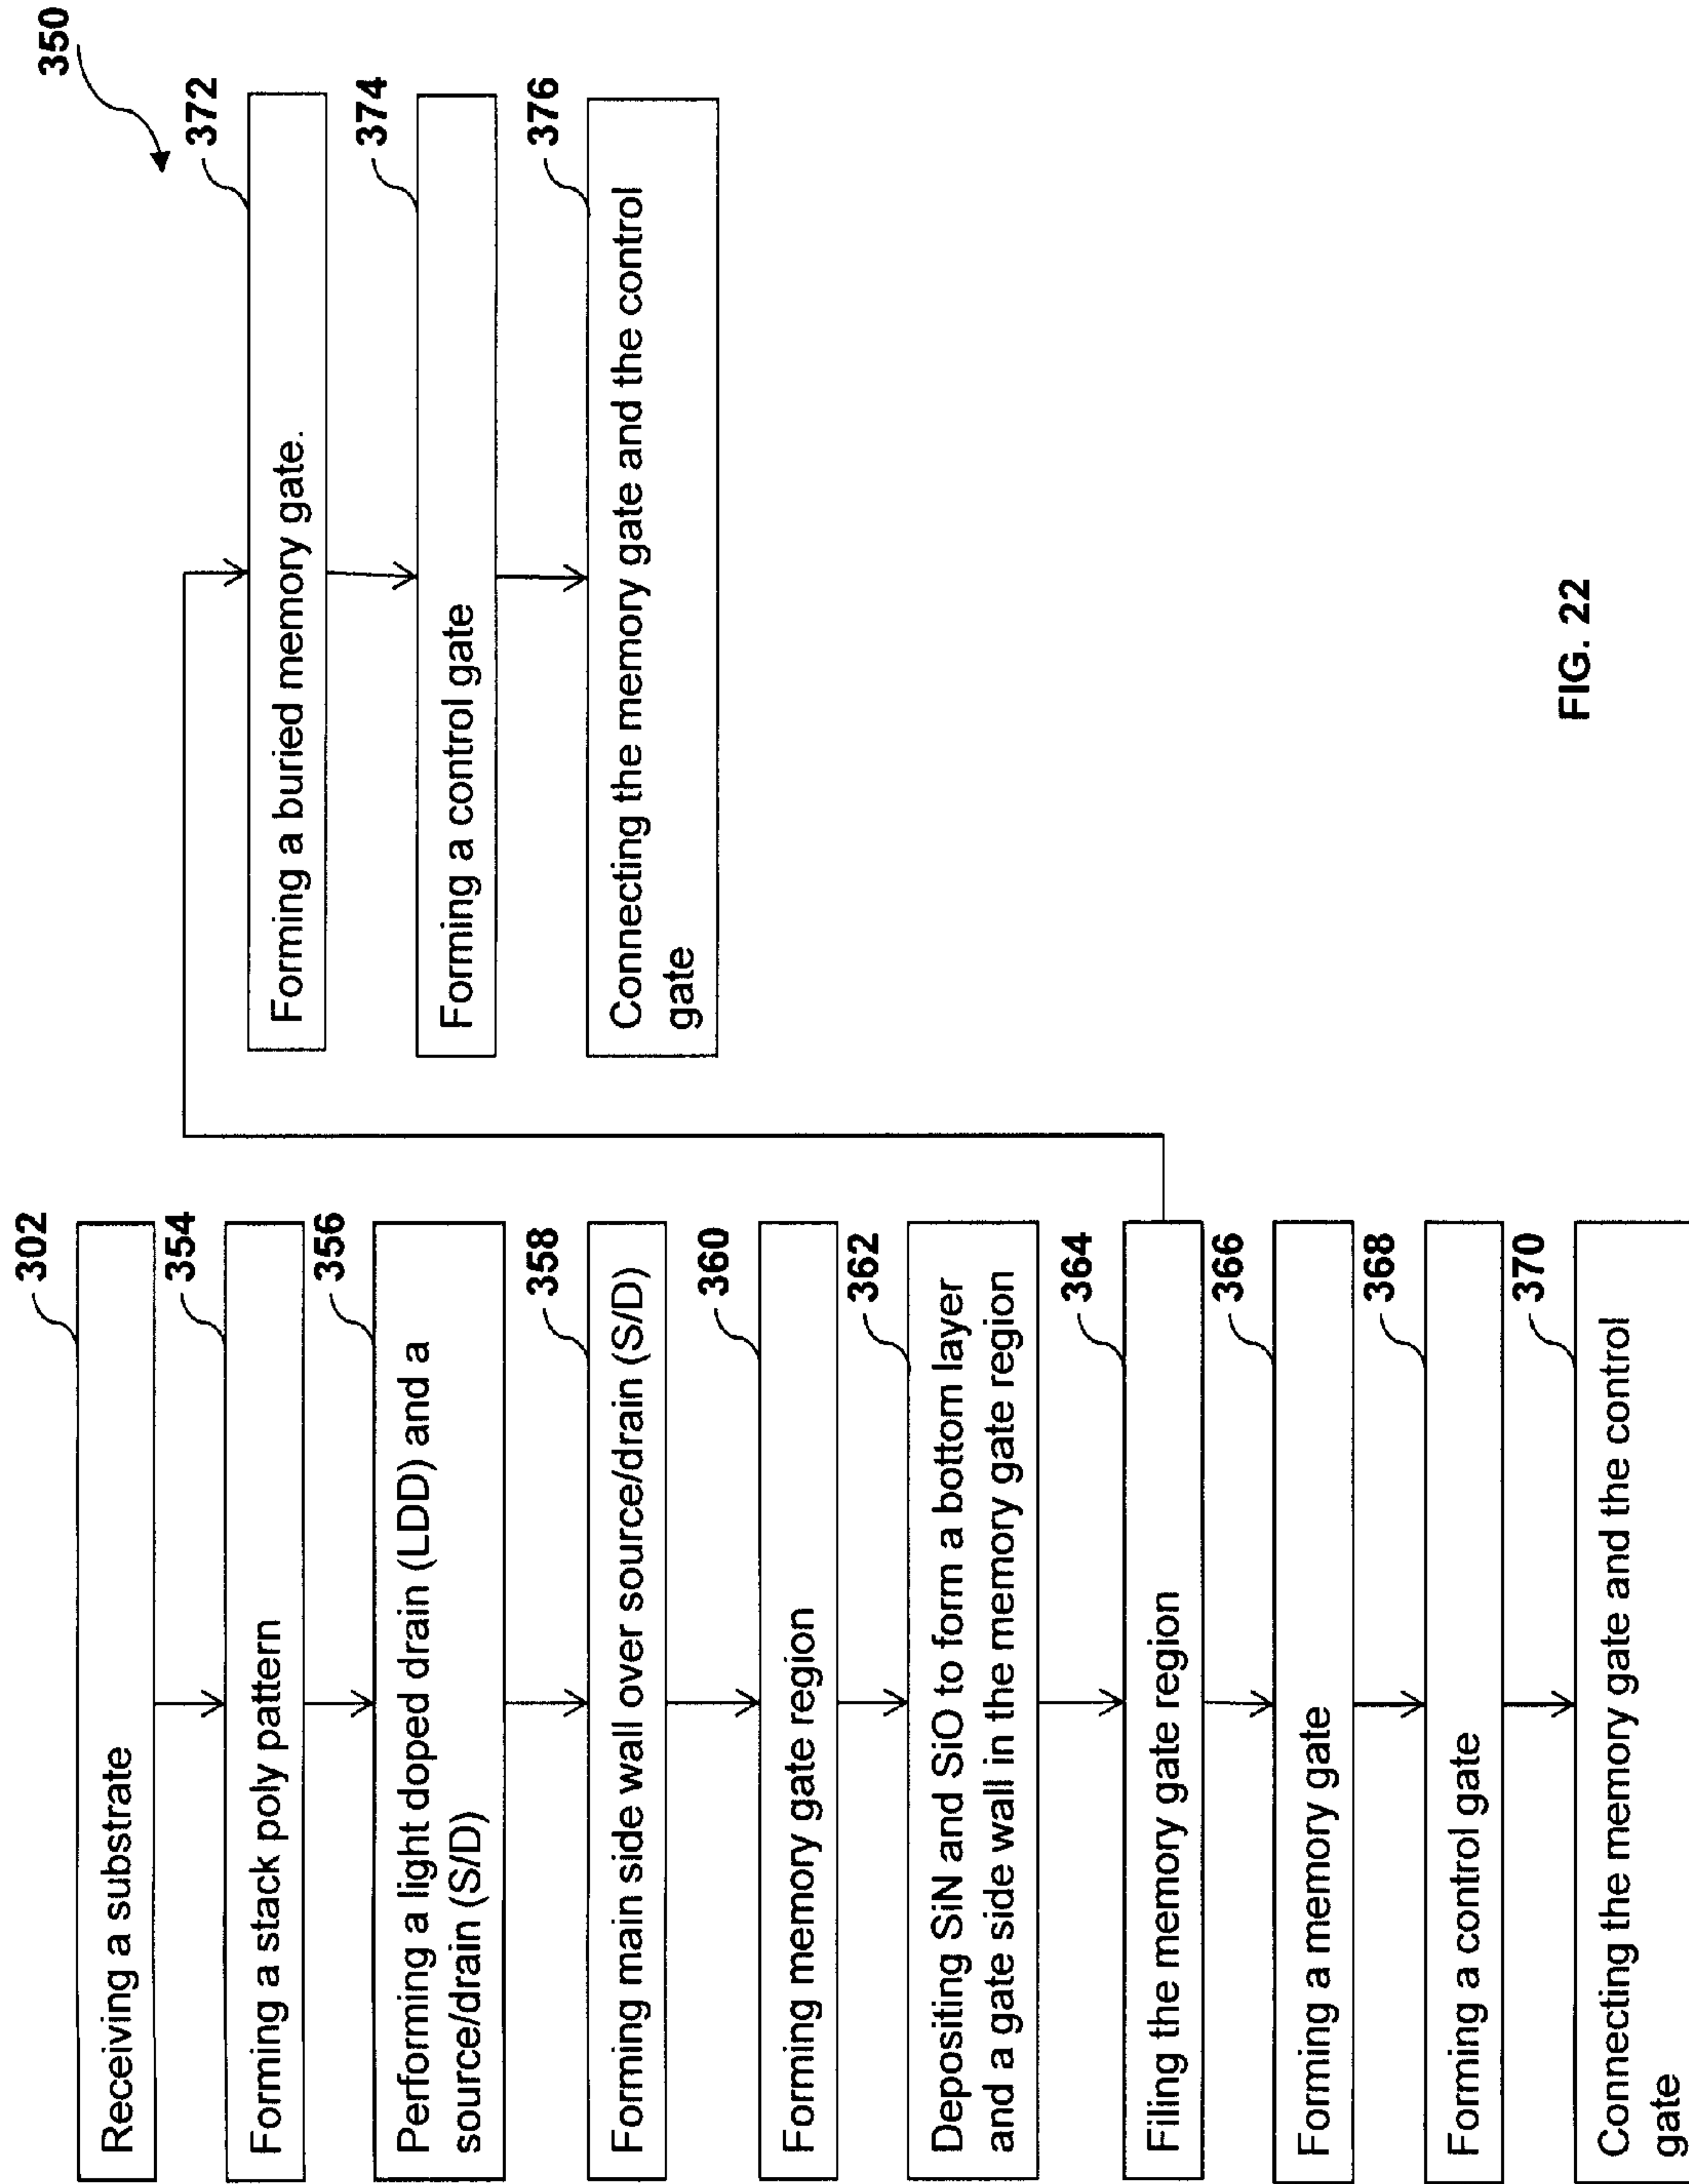 350
302
Receiving a substrate
354
Forming a stack poly pattern
356
Performing a light doped drain (LDD) and a
source/drain (S/D)
358
Forming main side wall over source/drain (S/D)
360
Forming memory gate region
362
Depositing SiN and SiO to form a bottom layer
and a gate side wall in the memory gate region
364
Filing the memory gate region
366
Forming a memory gate
368
Forming a control gate
370
Connecting the memory gate and the control
gate
372
Forming a buried memory gate.
374
Forming a control gate
376
Connecting the memory gate and the control
gate
FIG. 22